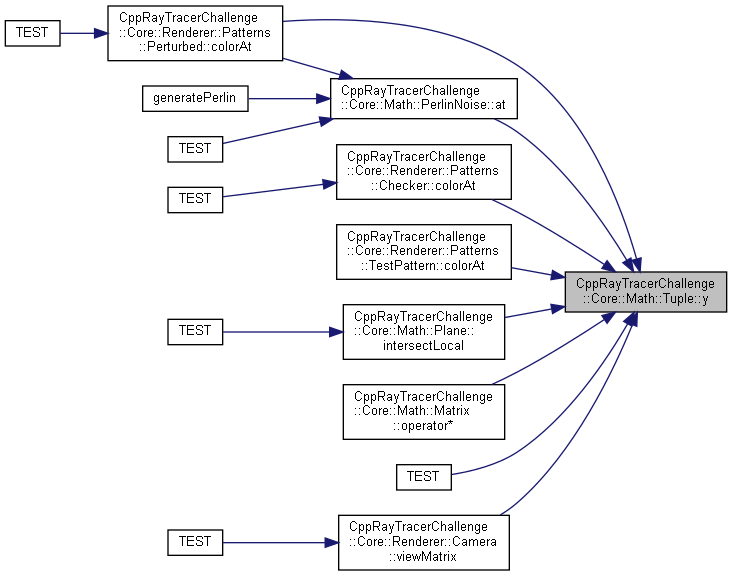 CppRayTracerChallenge
::Core::Renderer::Patterns
::Perturbed::colorAt
TEST
CppRayTracerChallenge
::Core::Math::PerlinNoise::at
generatePerlin
TEST
CppRayTracerChallenge
::Core::Renderer::Patterns
::Checker::colorAt
TEST
CppRayTracerChallenge
::Core::Renderer::Patterns
::TestPattern::colorAt
CppRayTracerChallenge
::Core::Math::Tuple::y
CppRayTracerChallenge
::Core::Math::Plane::
intersectLocal
TEST
CppRayTracerChallenge
::Core::Math::Matrix
::operator*
TEST
CppRayTracerChallenge
::Core::Renderer::Camera
::viewMatrix
TEST